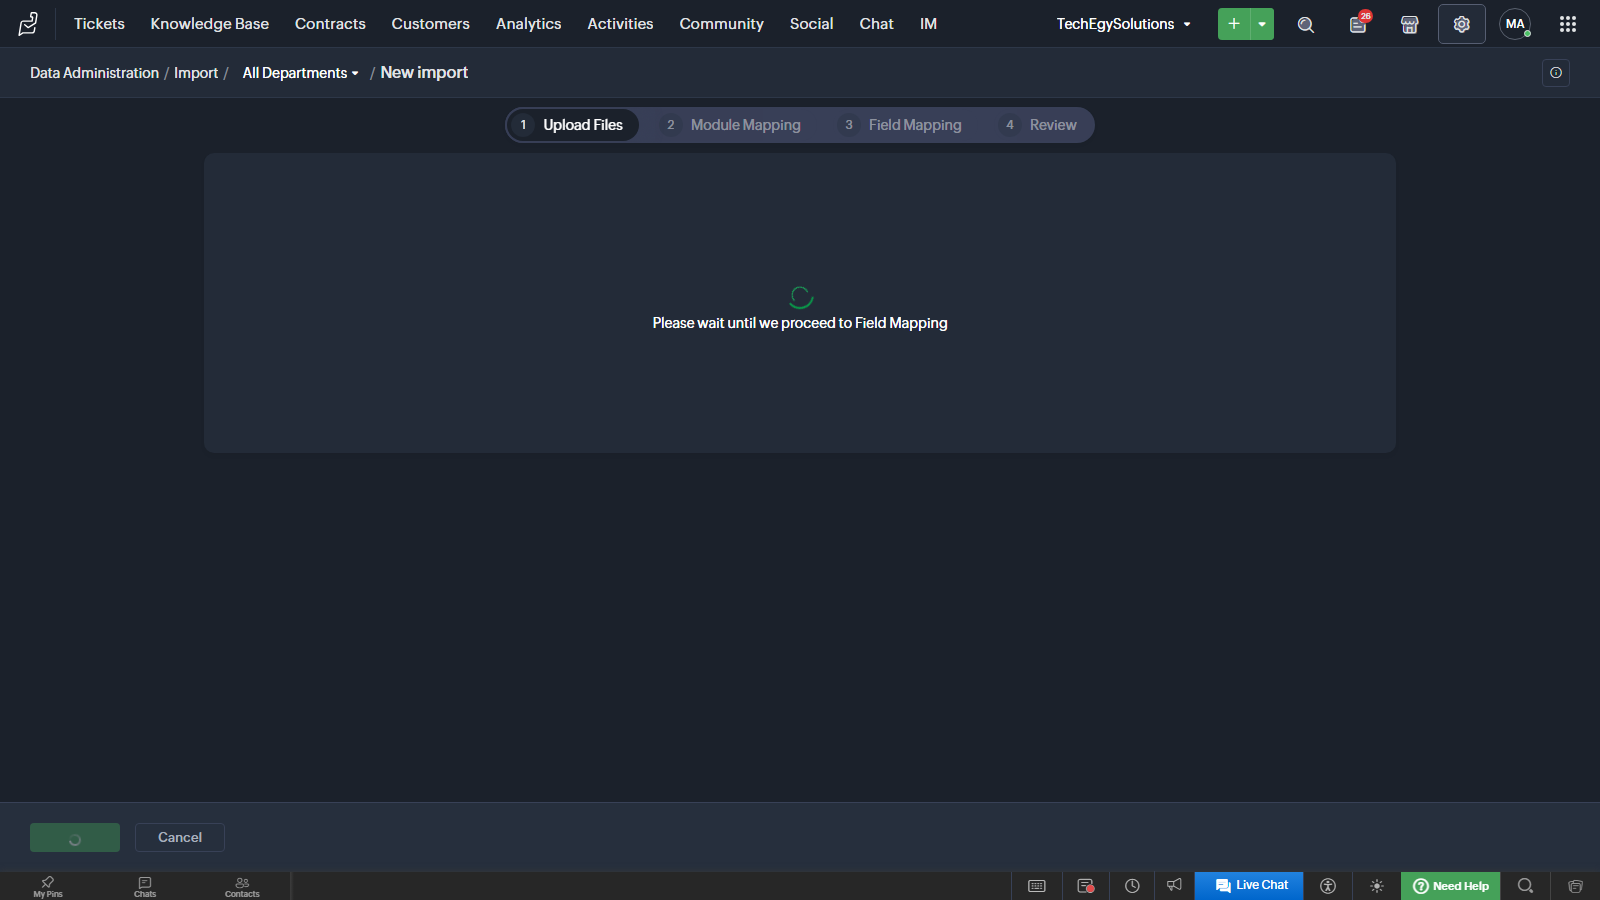 Tickets Knowledge Base Contracts Customers Analytics Activities Community Social Chat IM TechEgySolutions 26 MA
Data Administration / Import / All Departments / New import
1 Upload Files 2 Module Mapping 3 Field Mapping 4 Review
Please wait until we proceed to Field Mapping
Cancel
My Pins Chats Contacts Live Chat Need Help